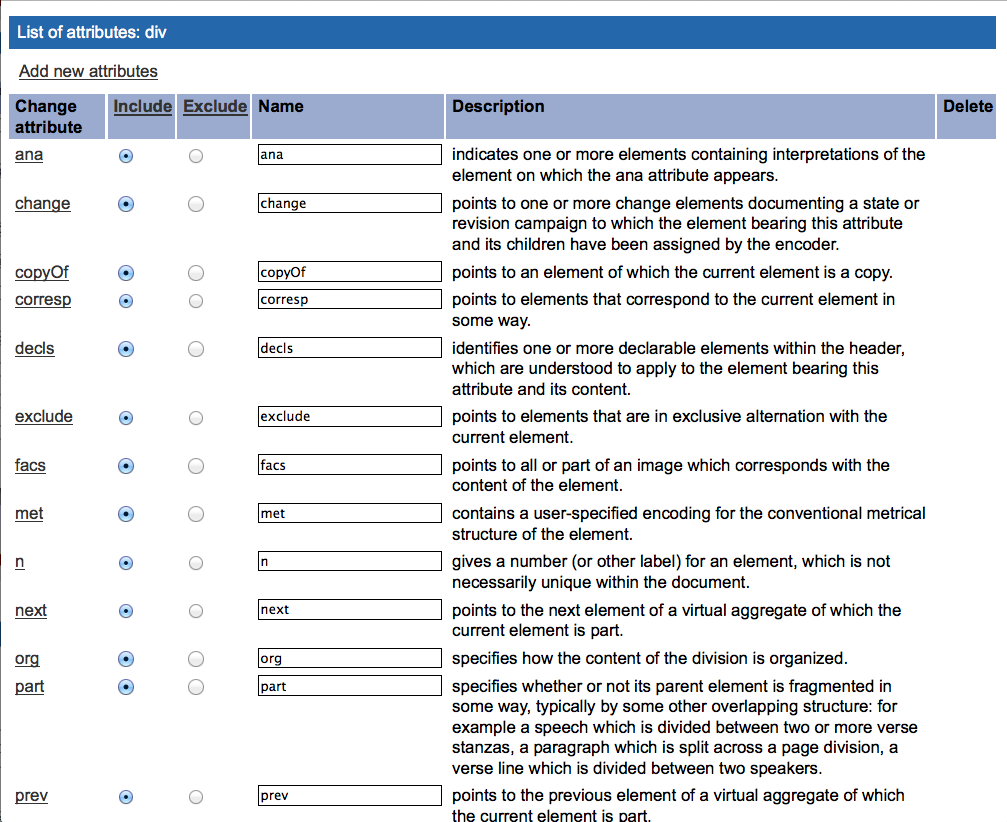 List of attributes: div
Add new attributes
Change attribute Include Exclude Name Description Delete
ana ana indicates one or more elements containing interpretations of the
element on which the ana attribute appears.
change change points to one or more change elements documenting a state or
revision campaign to which the element bearing this attribute
and its children have been assigned by the encoder.
copyOf copyOf points to an element of which the current element is a copy.
corresp corresp points to elements that correspond to the current element in
some way.
decls decls identifies one or more declarable elements within the header,
which are understood to apply to the element bearing this
attribute and its content.
exclude exclude points to elements that are in exclusive alternation with the
current element.
facs facs points to all or part of an image which corresponds with the
content of the element.
met met contains a user-specified encoding for the conventional metrical
structure of the element.
n n gives a number (or other label) for an element, which is not
necessarily unique within the document.
next next points to the next element of a virtual aggregate of which the
current element is part.
org org specifies how the content of the division is organized.
part part specifies whether or not its parent element is fragmented in
some way, typically by some other overlapping structure: for
example a speech which is divided between two or more verse
stanzas, a paragraph which is split across a page division, a
verse line which is divided between two speakers.
prev prev points to the previous element of a virtual aggregate of which
the current element is part.